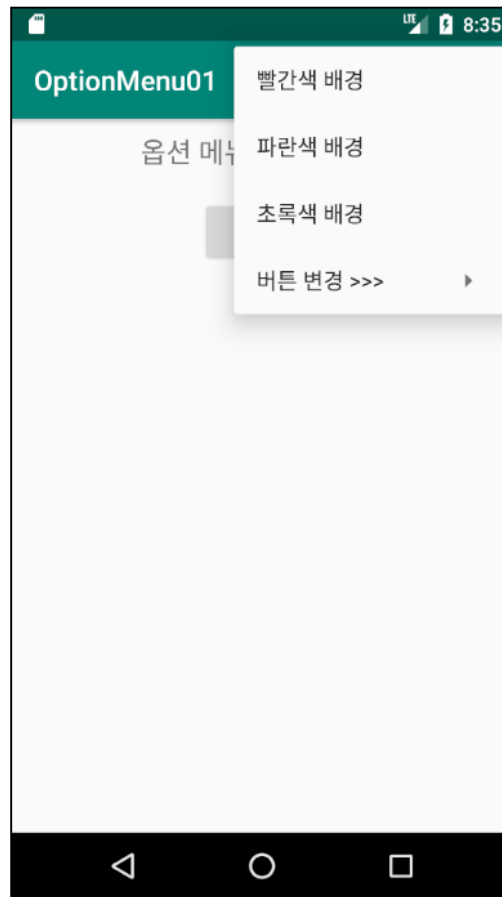 LTE 8:35
OptionMenu01
빨간색 배경
옵션 메뉴
파란색 배경
초록색 배경
버튼 변경 >>>